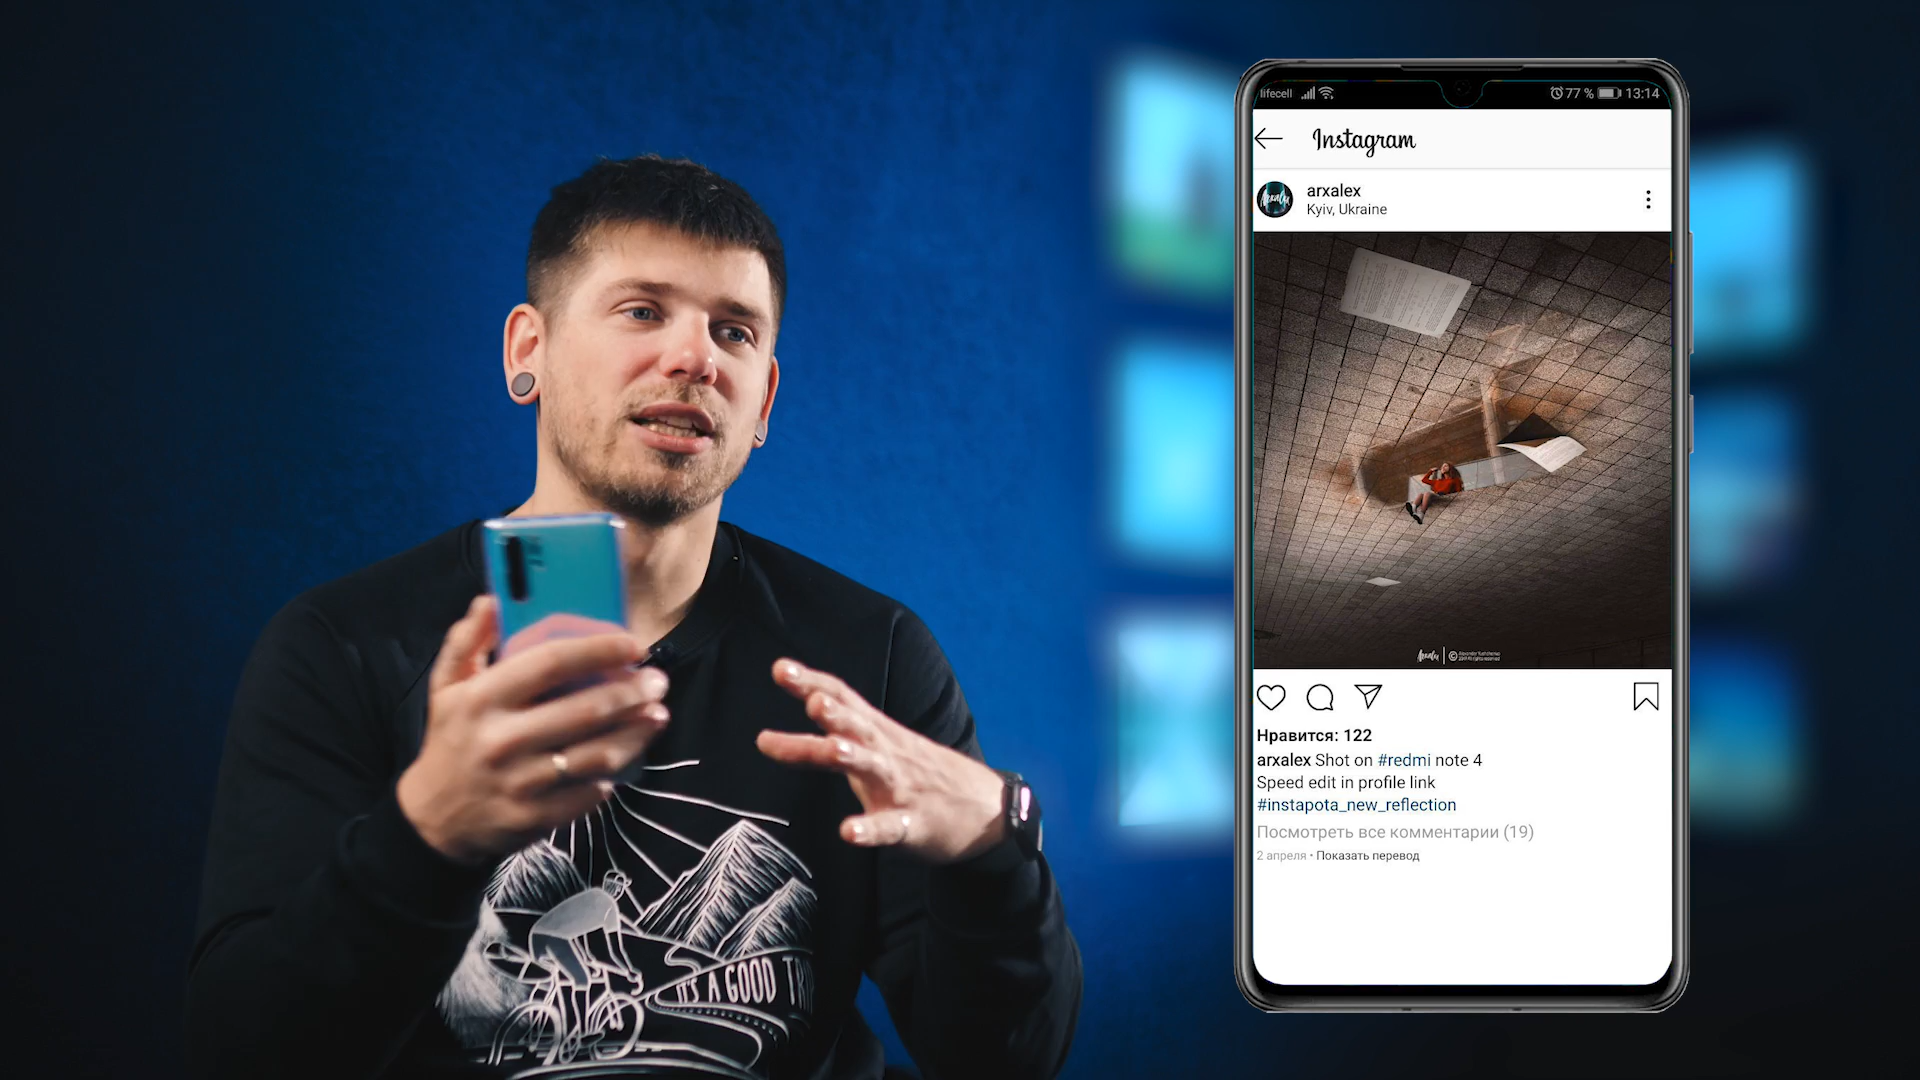 lifecell
77 %
13:14
Instagram
arxalex
Kyiv, Ukraine
Arxalex
Нравится: 122
arxalex Shot on #redmi note 4
Speed edit in profile link
#instapota_new_reflection
Посмотреть все комментарии (19)
2 апреля • Показать перевод
IT'S A GOOD TR